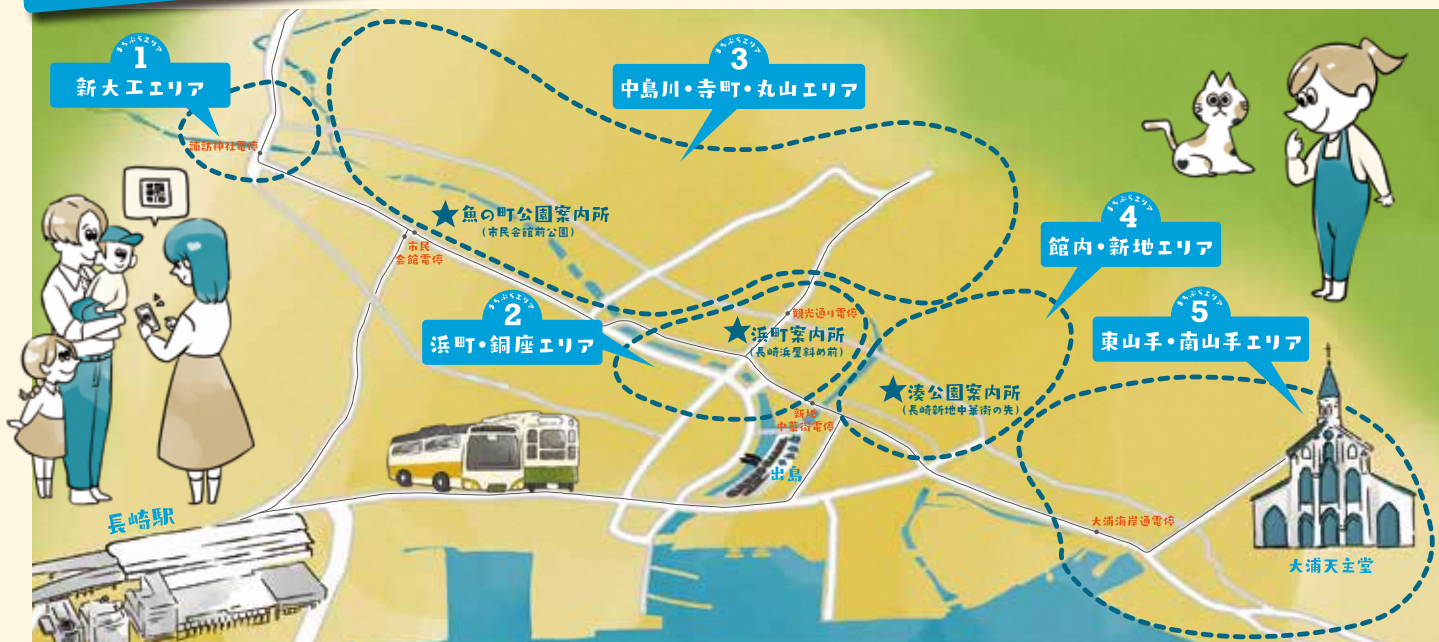 まちぶらエリア
1
新大工エリア
諏訪神社電停
まちぶらエリア
3
中島川・寺町・丸山エリア
★魚の町公園案内所
(市民会館前公園)
市民
会館電停
まちぶらエリア
4
館内・新地エリア
まちぶらエリア
2
浜町・銅座エリア
観光通り電停
★浜町案内所
(長崎浜屋斜め前)
まちぶらエリア
5
東山手・南山手エリア
★湊公園案内所
(長崎新地中華街の先)
新地
中華街電停
出島
長崎駅
大浦海岸通電停
大浦天主堂